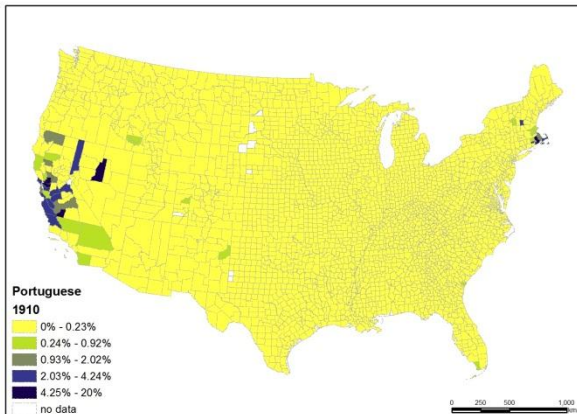 Portuguese
1910
0% - 0.23%
0.24% - 0.92%
0.93% - 2.02%
2.03% - 4.24%
4.25% - 20%
no data
0 250 500 1,000
km